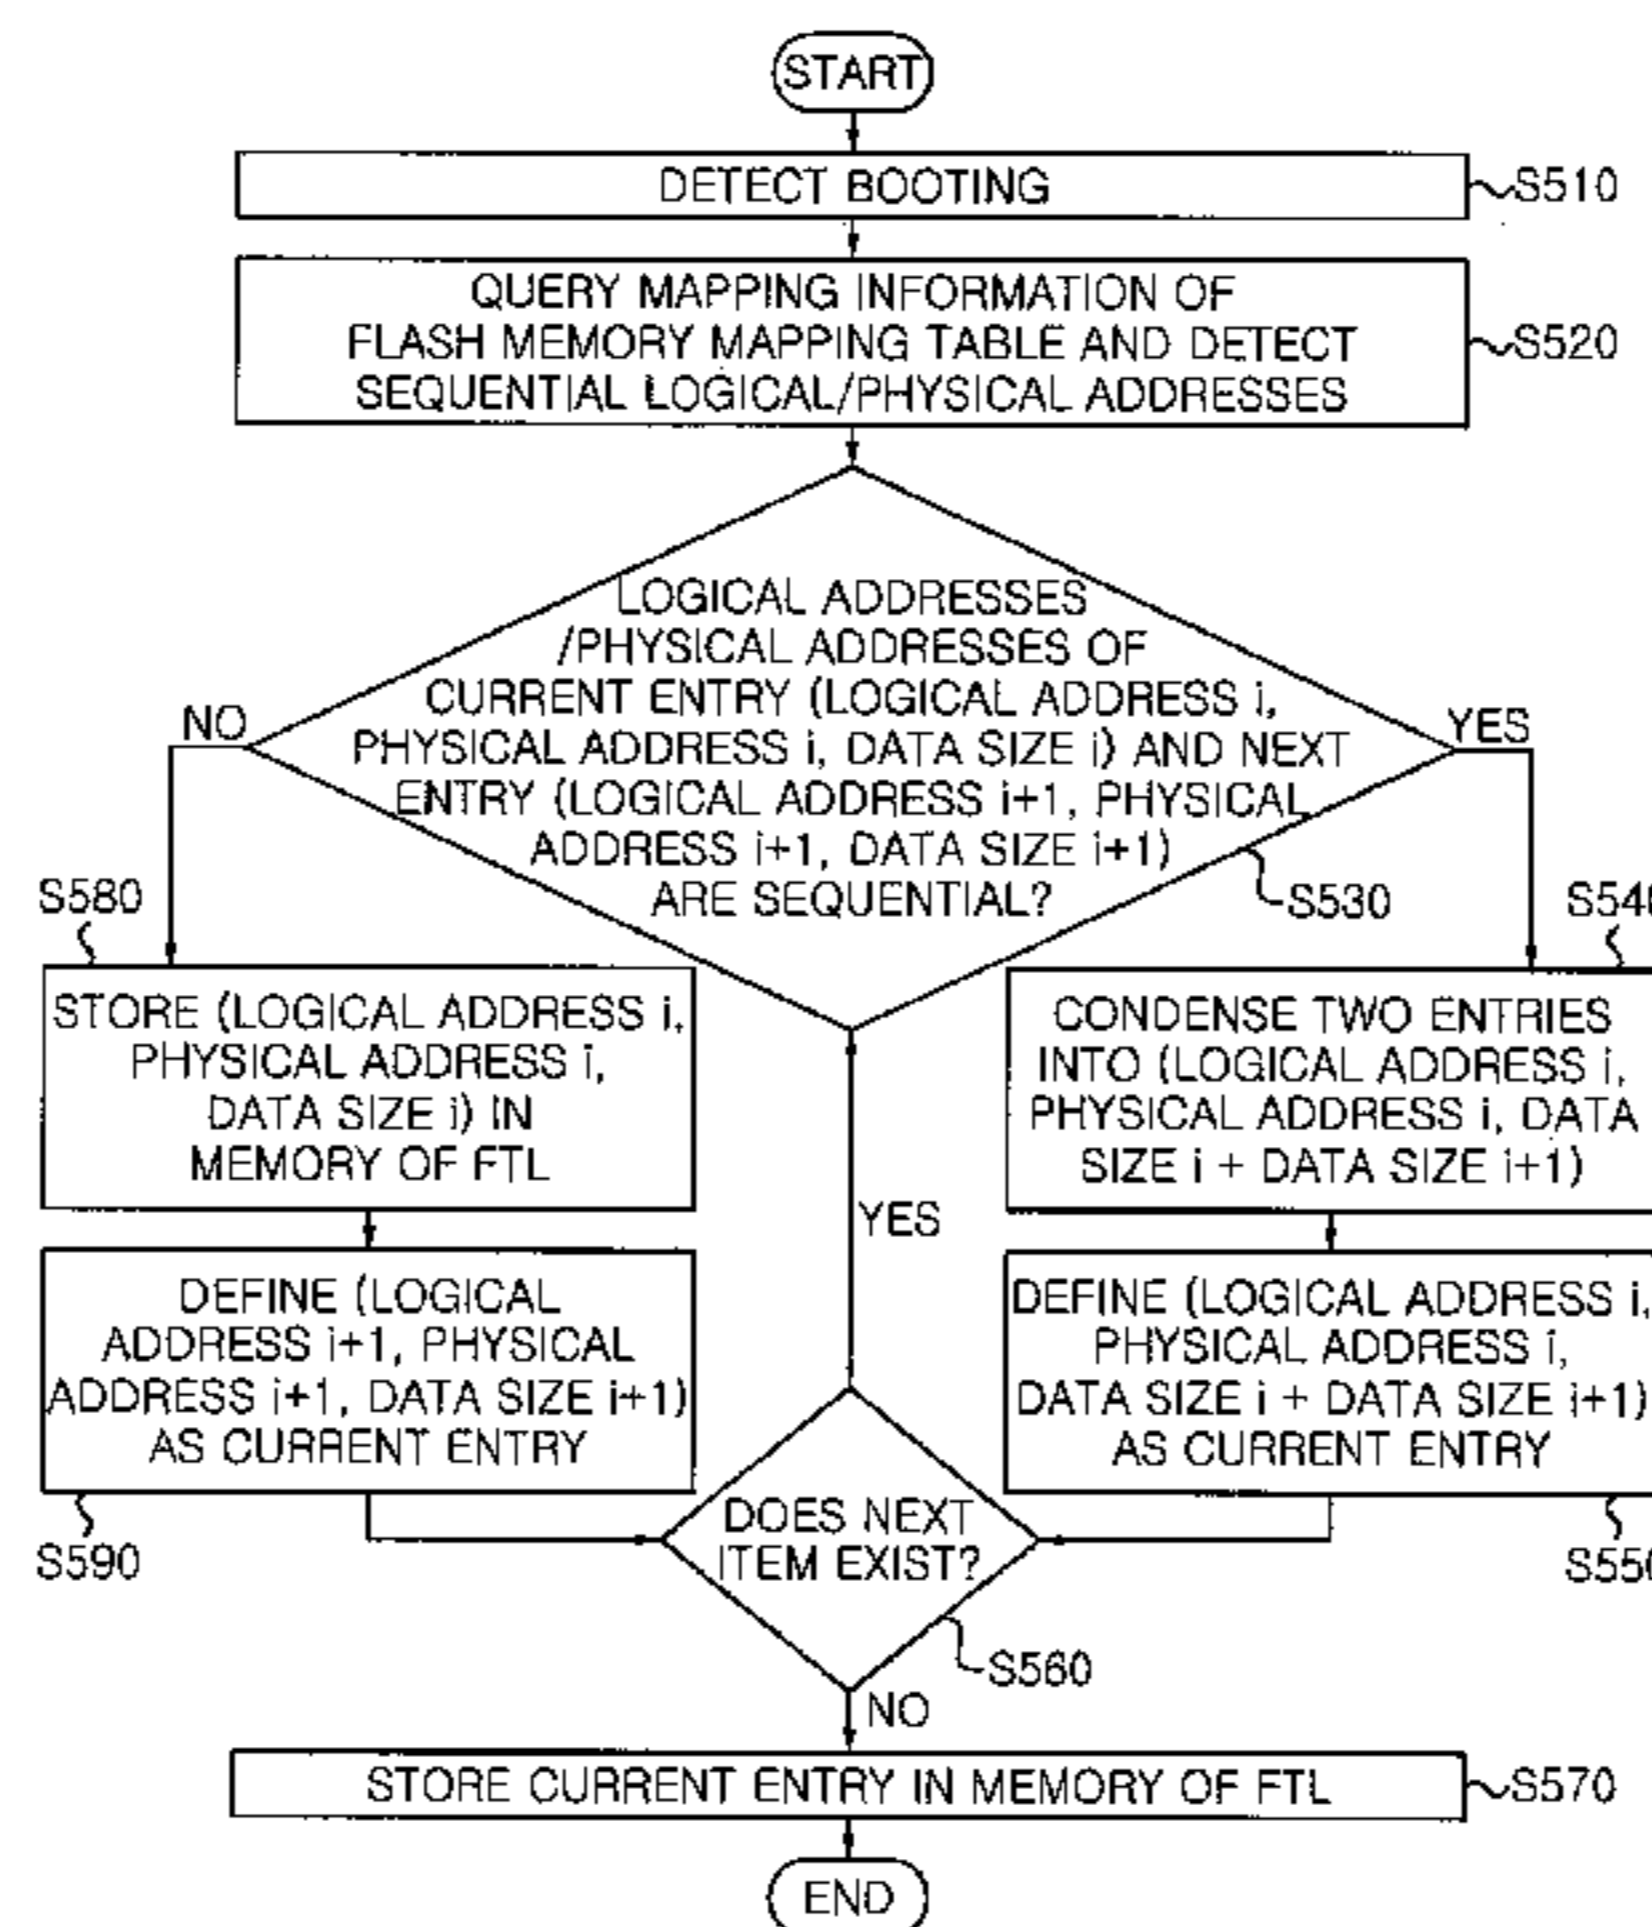 START
DETECT BOOTING
S510
QUERY MAPPING INFORMATION OF
FLASH MEMORY MAPPING TABLE AND DETECT
SEQUENTIAL LOGICAL/PHYSICAL ADDRESSES
S520
LOGICAL ADDRESSES
/PHYSICAL ADDRESSES OF
CURRENT ENTRY (LOGICAL ADDRESS i,
PHYSICAL ADDRESS i, DATA SIZE i) AND NEXT
ENTRY (LOGICAL ADDRESS i+1, PHYSICAL
ADDRESS i+1, DATA SIZE i+1)
ARE SEQUENTIAL?
NO
YES
S530
S580
STORE (LOGICAL ADDRESS i,
PHYSICAL ADDRESS i,
DATA SIZE i) IN
MEMORY OF FTL
CONDENSE TWO ENTRIES
INTO (LOGICAL ADDRESS i,
PHYSICAL ADDRESS i, DATA
SIZE i + DATA SIZE i+1)
YES
DEFINE (LOGICAL
ADDRESS i+1, PHYSICAL
ADDRESS i+1, DATA SIZE i+1)
AS CURRENT ENTRY
S590
DEFINE (LOGICAL ADDRESS i,
PHYSICAL ADDRESS i,
DATA SIZE i + DATA SIZE i+1)
AS CURRENT ENTRY
DOES NEXT
ITEM EXIST?
S560
NO
STORE CURRENT ENTRY IN MEMORY OF FTL
S570
END